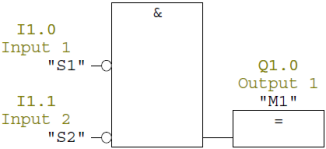 &
I1.0
Input 1
"S1"
I1.1
Input 2
"S2"
Q1.0
Output 1
"M1"
=